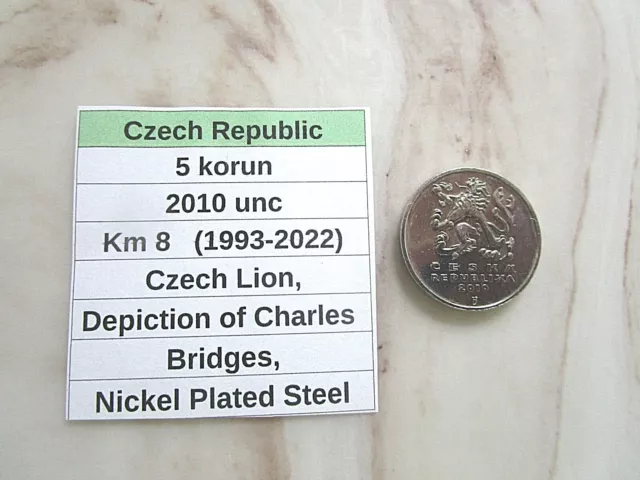 Czech Republic
5 korun
2010 unc
Km 8 (1993-2022)
Czech Lion,
Depiction of Charles
Bridges,
Nickel Plated Steel
ČESKÁ
REPUBLIKA
2010